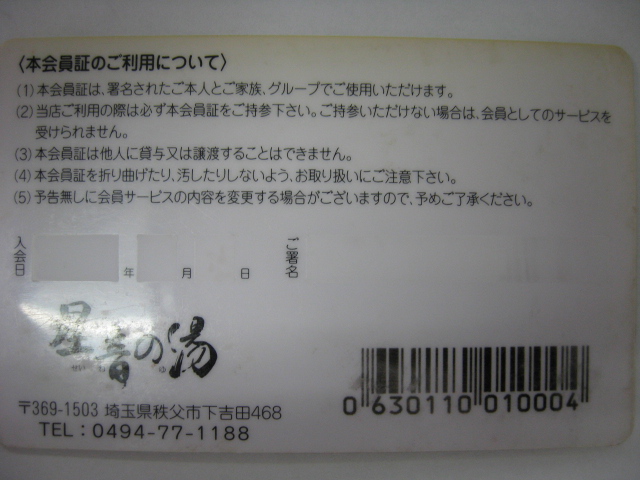 〈本会員証のご利用について〉
(1) 本会員証は、署名されたご本人とご家族、グループでご使用いただけます。
(2) 当店ご利用の際は必ず本会員証をご持参下さい。ご持参いただけない場合は、会員としてのサービスを
受けられません。
(3) 本会員証は他人に貸与又は譲渡することはできません。
(4) 本会員証を折り曲げたり、汚したりしないよう、お取り扱いにご注意下さい。
(5) 予告無しに会員サービスの内容を変更する場合がございますので、予めご了承ください。
入会日 年 月 日 ご署名
星音の湯
せいねのゆ
〒369-1503 埼玉県秩父市下吉田468
TEL：0494-77-1188
0 630110 010004